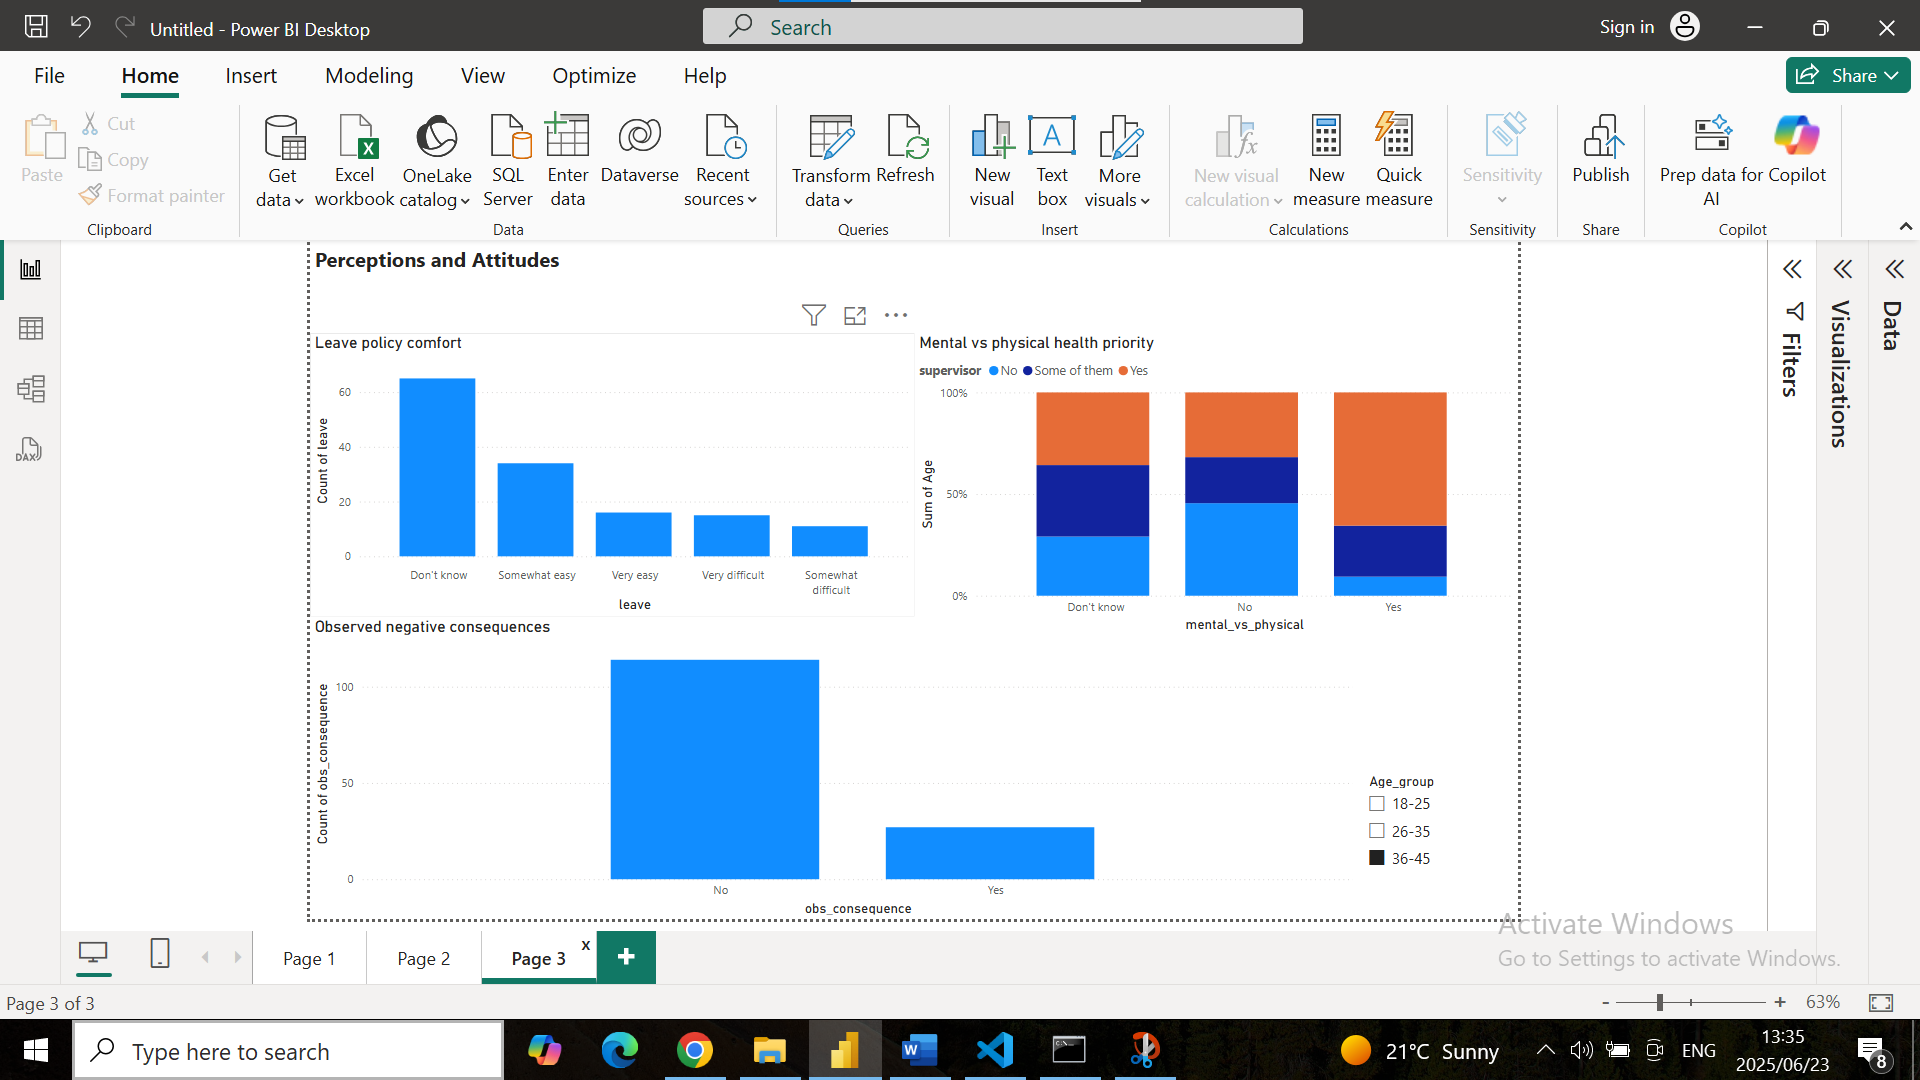 Untitled - Power BI Desktop
Search
Sign in
File Home Insert Modeling View Optimize Help
Share
Paste
Cut
Copy
Format painter
Clipboard
Get data
Excel workbook
OneLake catalog
SQL Server
Enter data
Dataverse
Recent sources
Data
Transform data
Refresh
Queries
New visual
Text box
More visuals
Insert
New visual calculation
New measure
Quick measure
Calculations
Sensitivity
Sensitivity
Publish
Share
Prep data for AI
Copilot
Copilot
Perceptions and Attitudes
Leave policy comfort
Count of leave
60
40
20
0
Don't know
Somewhat easy
Very easy
Very difficult
Somewhat difficult
leave
Mental vs physical health priority
supervisor No Some of them Yes
Sum of Age
100%
50%
0%
Don't know
No
Yes
mental_vs_physical
Observed negative consequences
Count of obs_consequence
100
50
0
No
Yes
obs_consequence
Age_group
18-25
26-35
36-45
Filters
Visualizations
Data
DAX
A
Activate Windows
Go to Settings to activate Windows.
Page 1
Page 2
Page 3
x
+
Page 3 of 3
- + 63%
Type here to search
21°C Sunny
ENG
13:35
2025/06/23
8